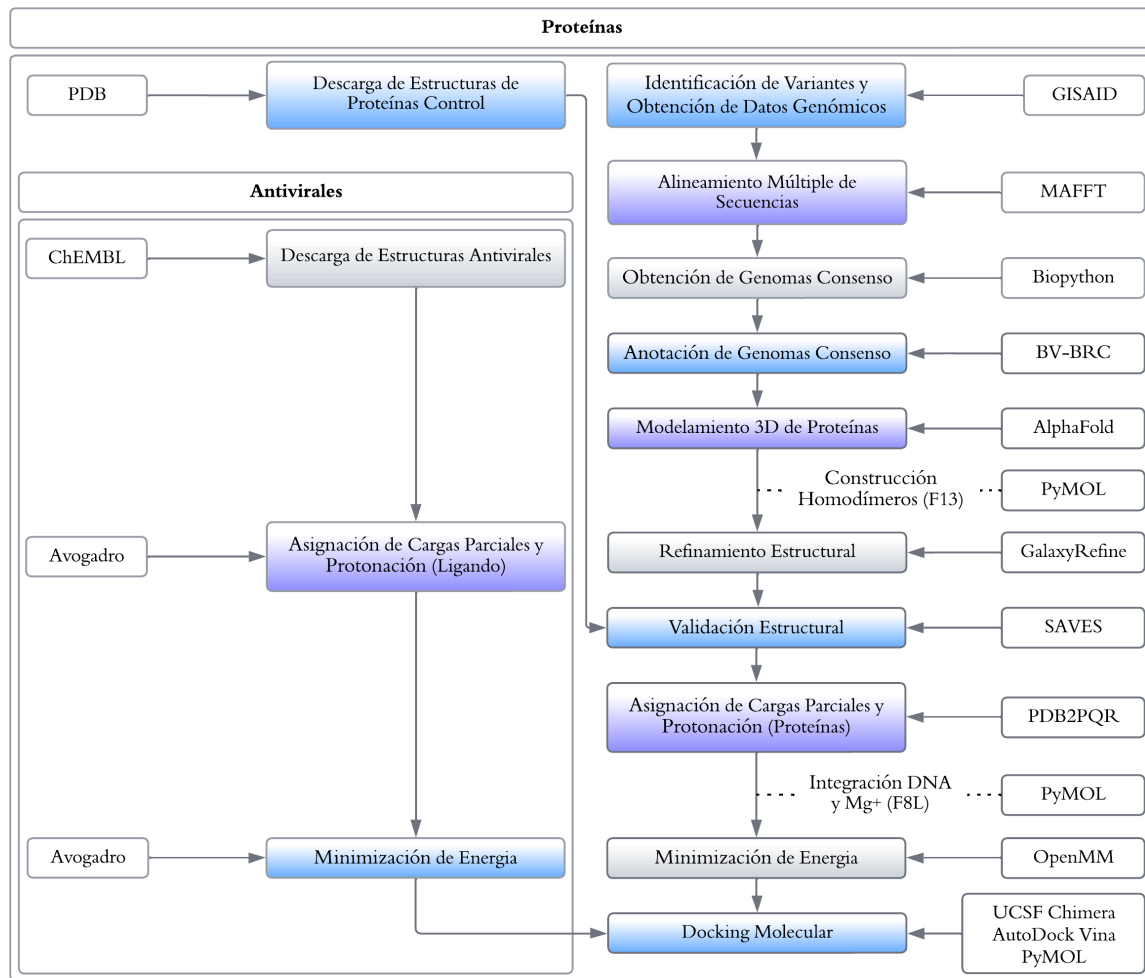 Proteínas
PDB
Descarga de Estructuras de
Proteínas Control
Antivirales
ChEMBL
Descarga de Estructuras Antivirales
Avogadro
Asignación de Cargas Parciales y
Protonación (Ligando)
Avogadro
Minimización de Energia
Identificación de Variantes y
Obtención de Datos Genómicos
GISAID
Alineamiento Múltiple de
Secuencias
MAFFT
Obtención de Genomas Consenso
Biopython
Anotación de Genomas Consenso
BV-BRC
Modelamiento 3D de Proteínas
AlphaFold
Construcción
Homodímeros (F13)
PyMOL
Refinamiento Estructural
GalaxyRefine
Validación Estructural
SAVES
Asignación de Cargas Parciales y
Protonación (Proteínas)
PDB2PQR
Integración DNA
y Mg+ (F8L)
PyMOL
Minimización de Energia
OpenMM
Docking Molecular
UCSF Chimera
AutoDock Vina
PyMOL